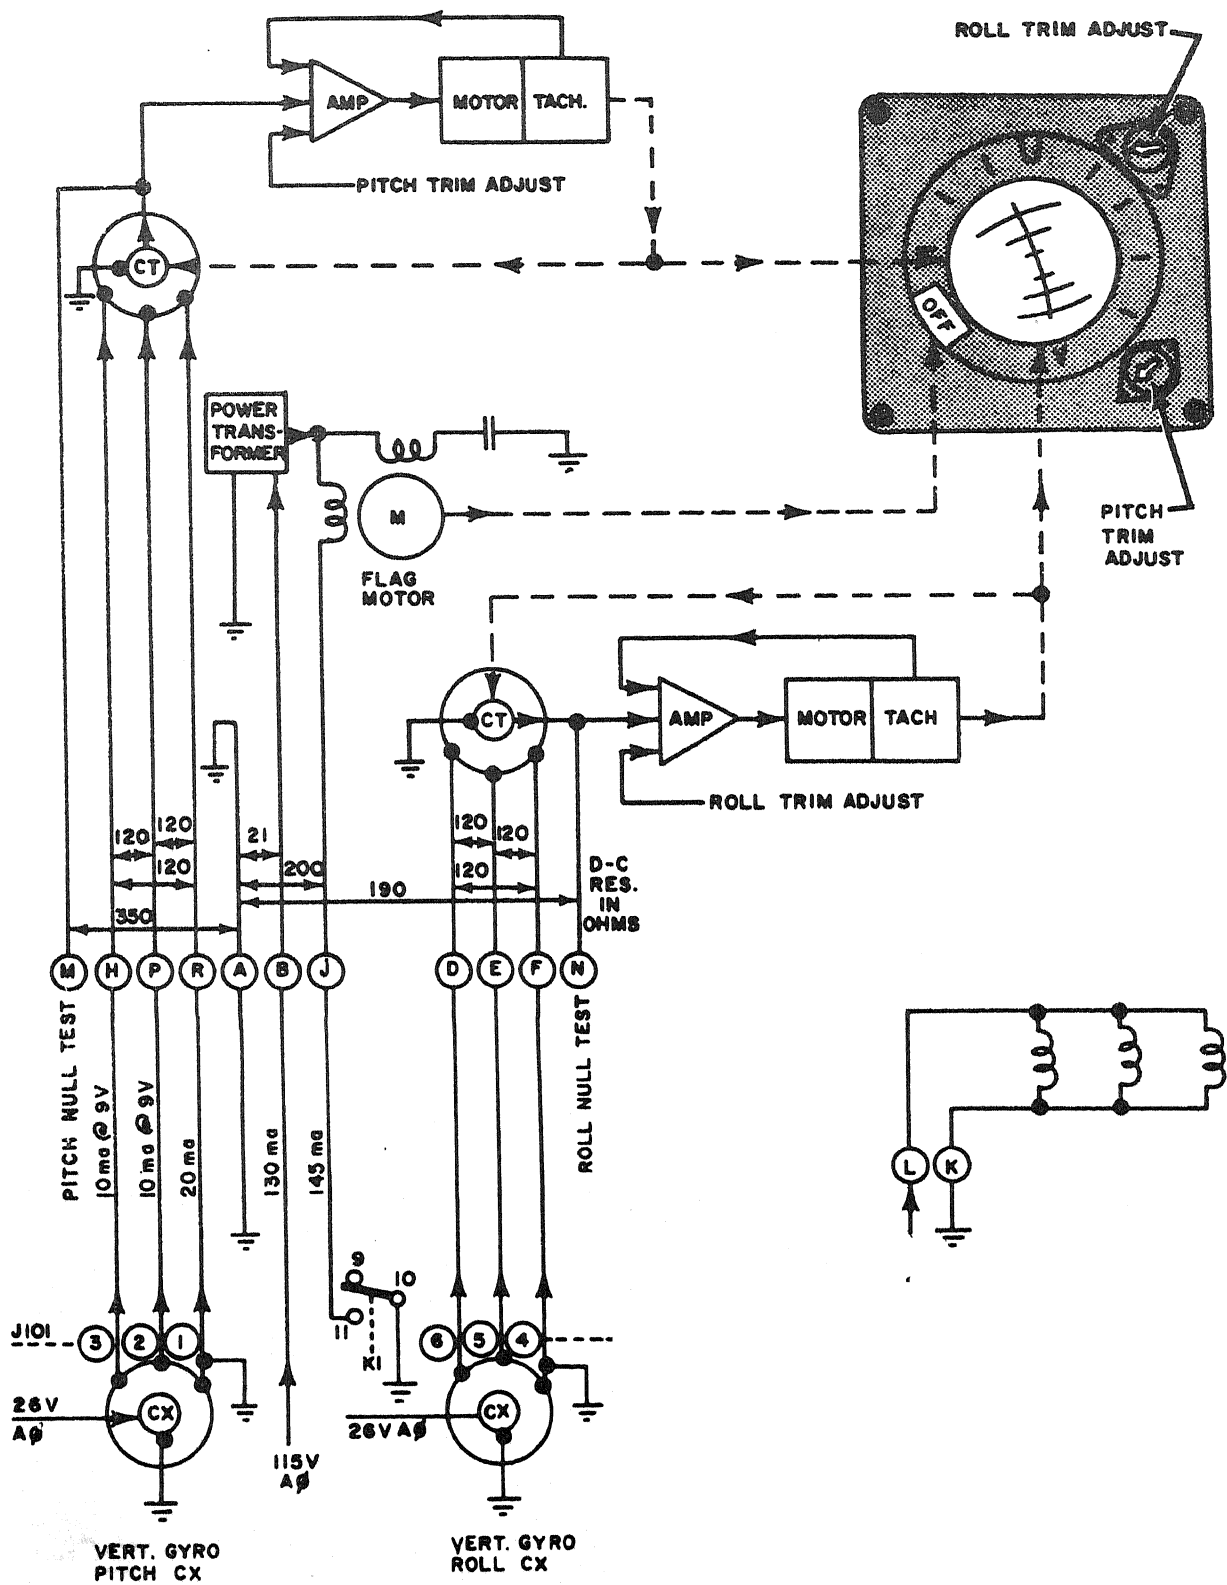 ROLL TRIM ADJUST
AMP
MOTOR
TACH.
PITCH TRIM ADJUST
CT
OFF
POWER
TRANS-
FORMER
M
FLAG
MOTOR
PITCH
TRIM
ADJUST
CT
AMP
MOTOR
TACH
ROLL TRIM ADJUST
120
120
120
21
200
190
350
120
120
120
D-C
RES.
IN
OHMS
M
H
P
R
A
B
J
D
E
F
N
PITCH NULL TEST
10 ma @ 9V
10 ma @ 9V
20 ma
130 ma
145 ma
ROLL NULL TEST
L
K
9
10
11
K1
J101
3
2
1
6
5
4
26V
AØ
CX
115V
AØ
26V AØ
CX
VERT. GYRO
PITCH CX
VERT. GYRO
ROLL CX